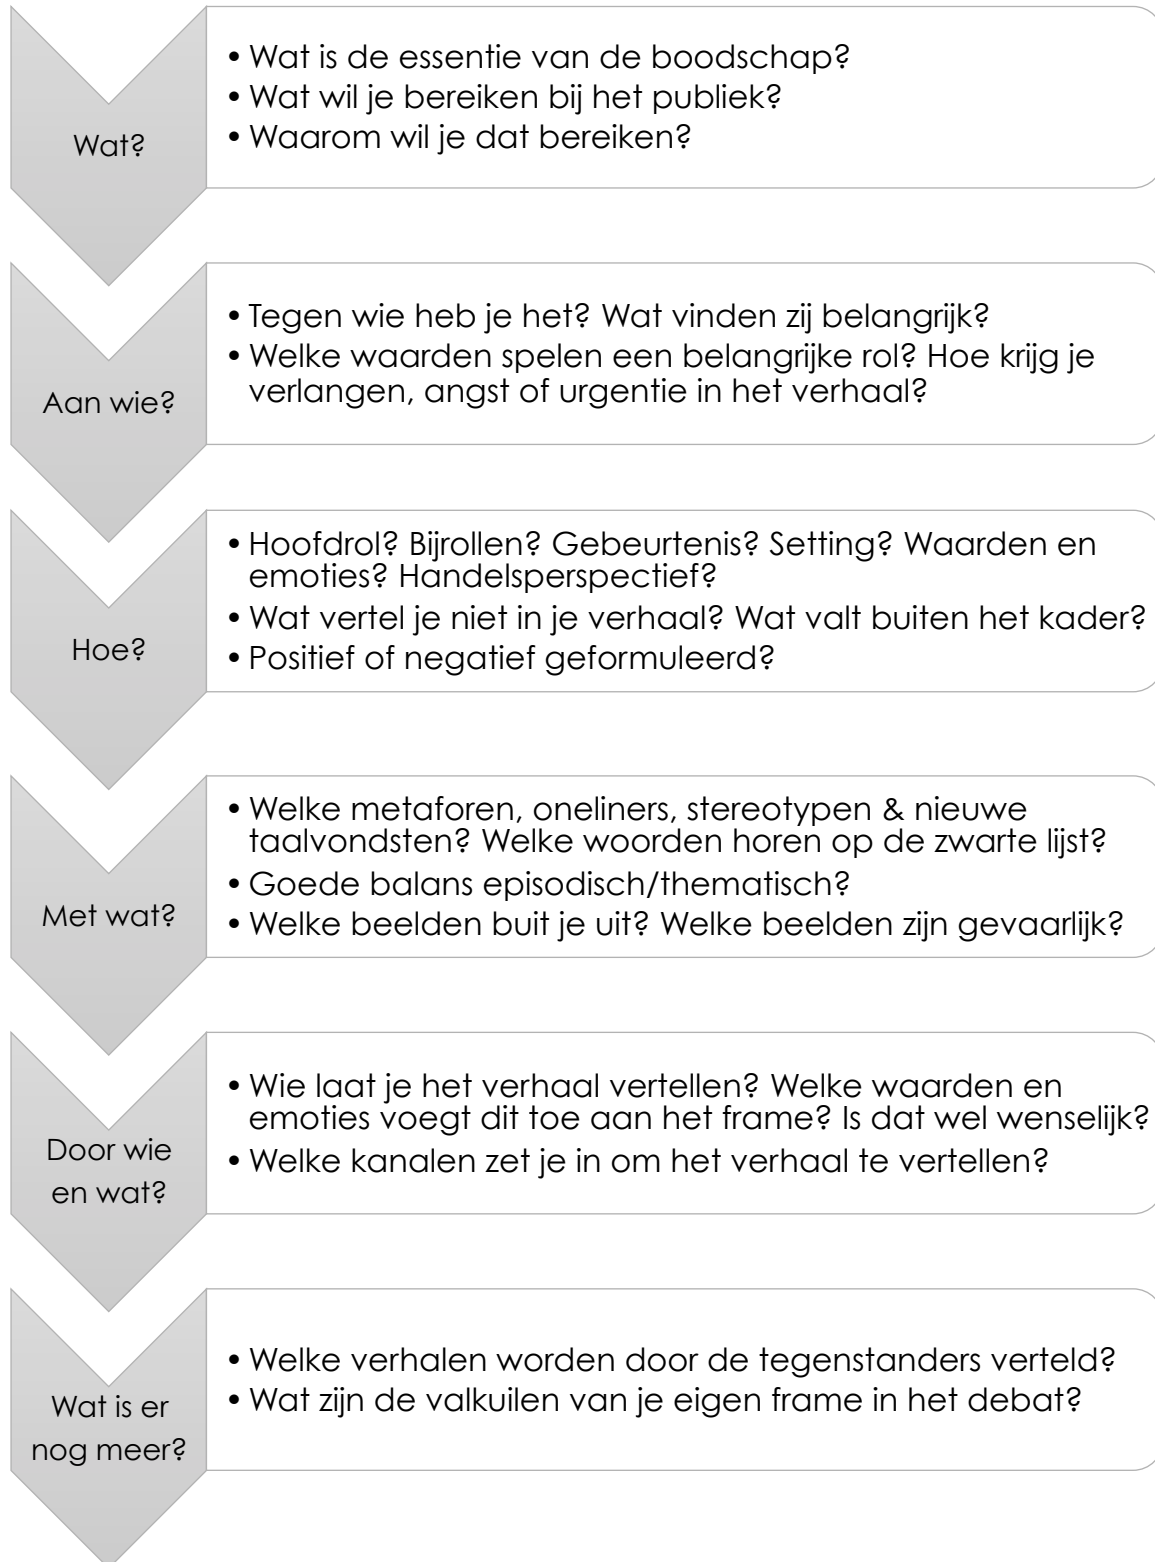 Wat?
• Wat is de essentie van de boodschap?
• Wat wil je bereiken bij het publiek?
• Waarom wil je dat bereiken?
Aan wie?
• Tegen wie heb je het? Wat vinden zij belangrijk?
• Welke waarden spelen een belangrijke rol? Hoe krijg je
verlangen, angst of urgentie in het verhaal?
Hoe?
• Hoofdrol? Bijrollen? Gebeurtenis? Setting? Waarden en
emoties? Handelsperspectief?
• Wat vertel je niet in je verhaal? Wat valt buiten het kader?
• Positief of negatief geformuleerd?
Met wat?
• Welke metaforen, oneliners, stereotypen & nieuwe
taalvondsten? Welke woorden horen op de zwarte lijst?
• Goede balans episodisch/thematisch?
• Welke beelden buit je uit? Welke beelden zijn gevaarlijk?
Door wie
en wat?
• Wie laat je het verhaal vertellen? Welke waarden en
emoties voegt dit toe aan het frame? Is dat wel wenselijk?
• Welke kanalen zet je in om het verhaal te vertellen?
Wat is er
nog meer?
• Welke verhalen worden door de tegenstanders verteld?
• Wat zijn de valkuilen van je eigen frame in het debat?